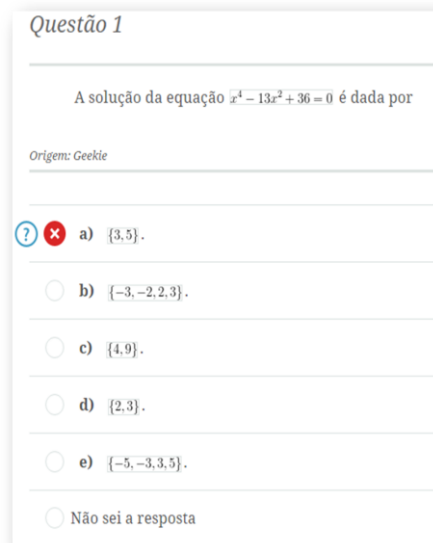 Questão 1
A solução da equação x⁴ − 13x² + 36 = 0 é dada por
Origem: Geekie
? a) {3, 5}.
b) {−3, −2, 2, 3}.
c) {4, 9}.
d) {2, 3}.
e) {−5, −3, 3, 5}.
Não sei a resposta